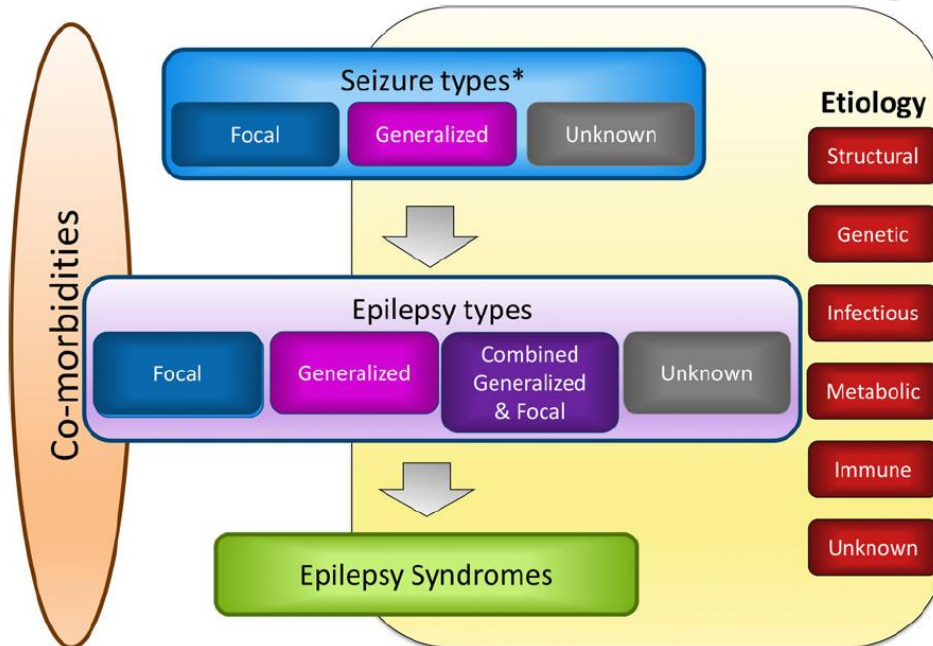 Co-morbidities
Seizure types*
Focal
Generalized
Unknown
Epilepsy types
Focal
Generalized
Combined
Generalized
& Focal
Unknown
Epilepsy Syndromes
Etiology
Structural
Genetic
Infectious
Metabolic
Immune
Unknown